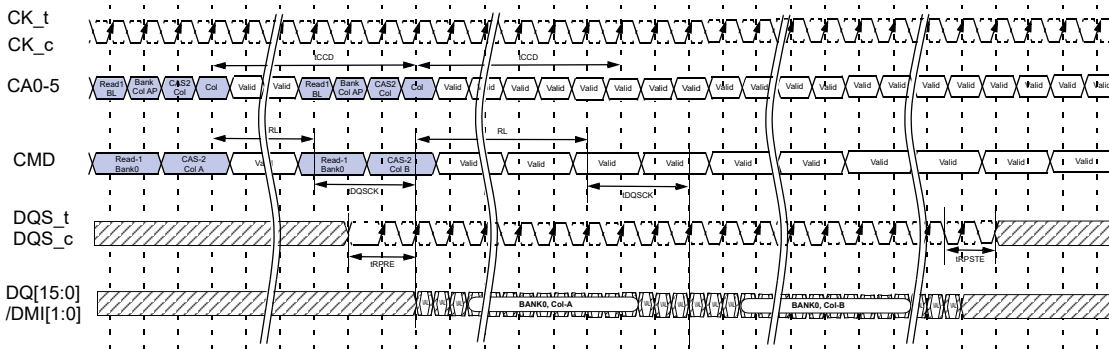 CK_t
CK_c
tCCD tCCD
CA0-5
Read1 BL Bank Col AP CAS2 Col Col Valid Valid Read1 BL Bank Col AP CAS2 Col Col Valid Valid Valid Valid Valid Valid Valid Valid Valid Valid Valid Valid Valid Valid Valid Valid Valid
RL RL
CMD
Read-1 Bank0 CAS-2 Col A Read-1 Bank0 CAS-2 Col B Valid Valid Valid Valid Valid Valid Valid Valid Valid
tDQSCK tDQSCK
DQS_t
DQS_c
tRPRE tRPSTE
DQ[15:0]
/DMI[1:0]
BANK0, Col-A BANK0, Col-B